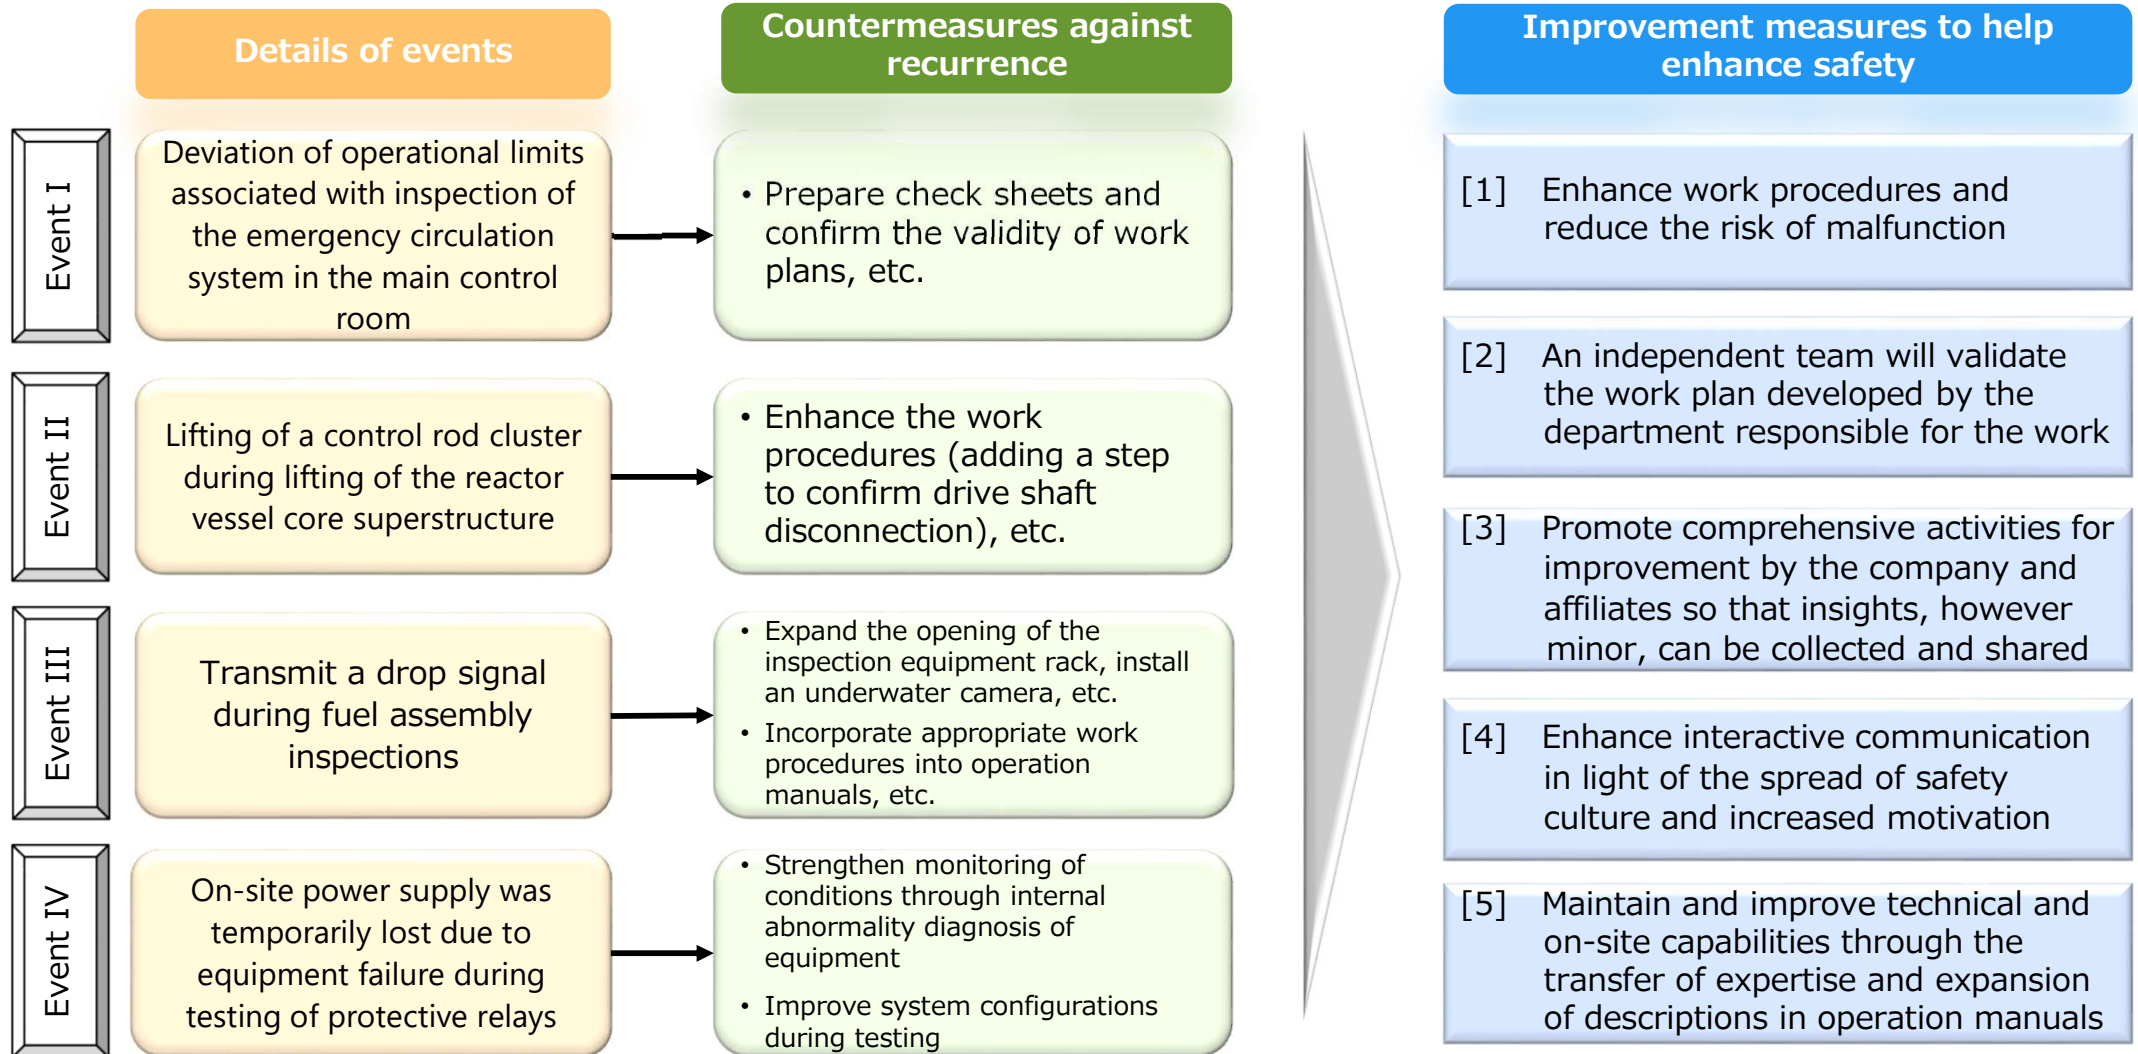 Details of events
Countermeasures against
recurrence
Improvement measures to help
enhance safety
Event I
Deviation of operational limits
associated with inspection of
the emergency circulation
system in the main control
room
• Prepare check sheets and
confirm the validity of work
plans, etc.
Event II
Lifting of a control rod cluster
during lifting of the reactor
vessel core superstructure
• Enhance the work
procedures (adding a step
to confirm drive shaft
disconnection), etc.
Event III
Transmit a drop signal
during fuel assembly
inspections
• Expand the opening of the
inspection equipment rack, install
an underwater camera, etc.
• Incorporate appropriate work
procedures into operation
manuals, etc.
Event IV
On-site power supply was
temporarily lost due to
equipment failure during
testing of protective relays
• Strengthen monitoring of
conditions through internal
abnormality diagnosis of
equipment
• Improve system configurations
during testing
[1] Enhance work procedures and
reduce the risk of malfunction
[2] An independent team will validate
the work plan developed by the
department responsible for the work
[3] Promote comprehensive activities for
improvement by the company and
affiliates so that insights, however
minor, can be collected and shared
[4] Enhance interactive communication
in light of the spread of safety
culture and increased motivation
[5] Maintain and improve technical and
on-site capabilities through the
transfer of expertise and expansion
of descriptions in operation manuals